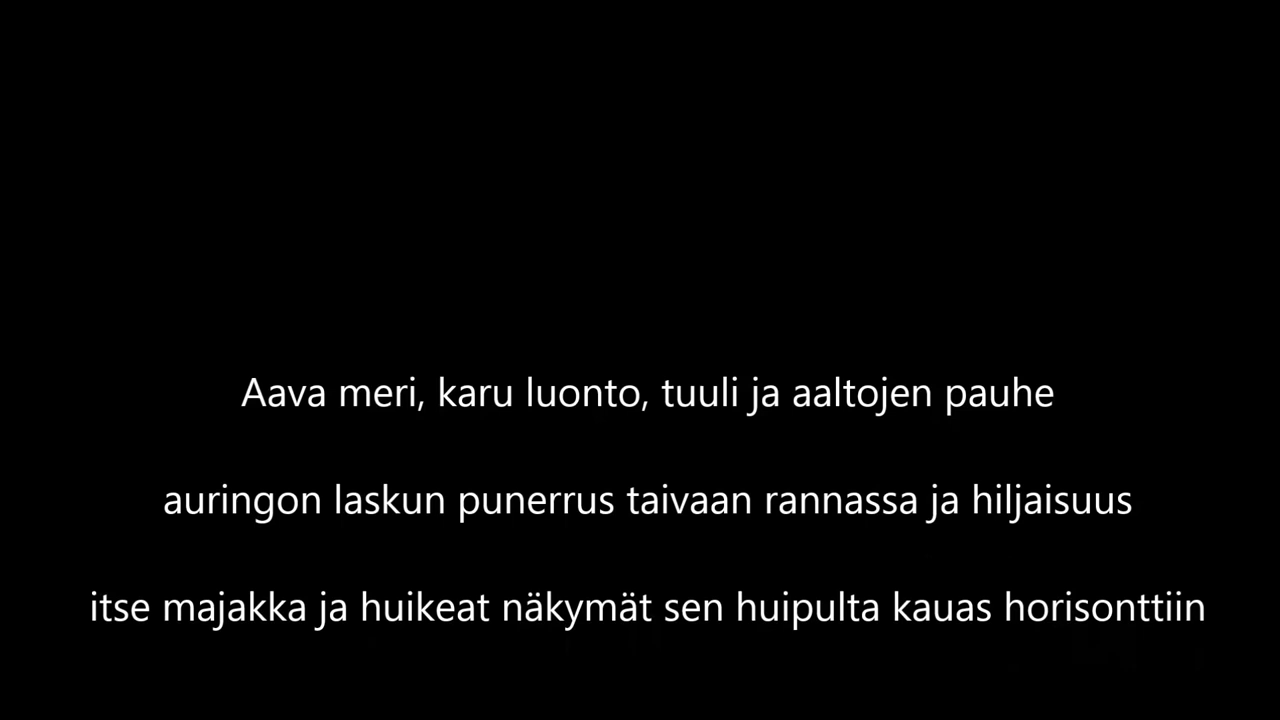 Aava meri, karu luonto, tuuli ja aaltojen pauhe
auringon laskun punerrus taivaan rannassa ja hiljaisuus
itse majakka ja huikeat näkymät sen huipulta kauas horisonttiin